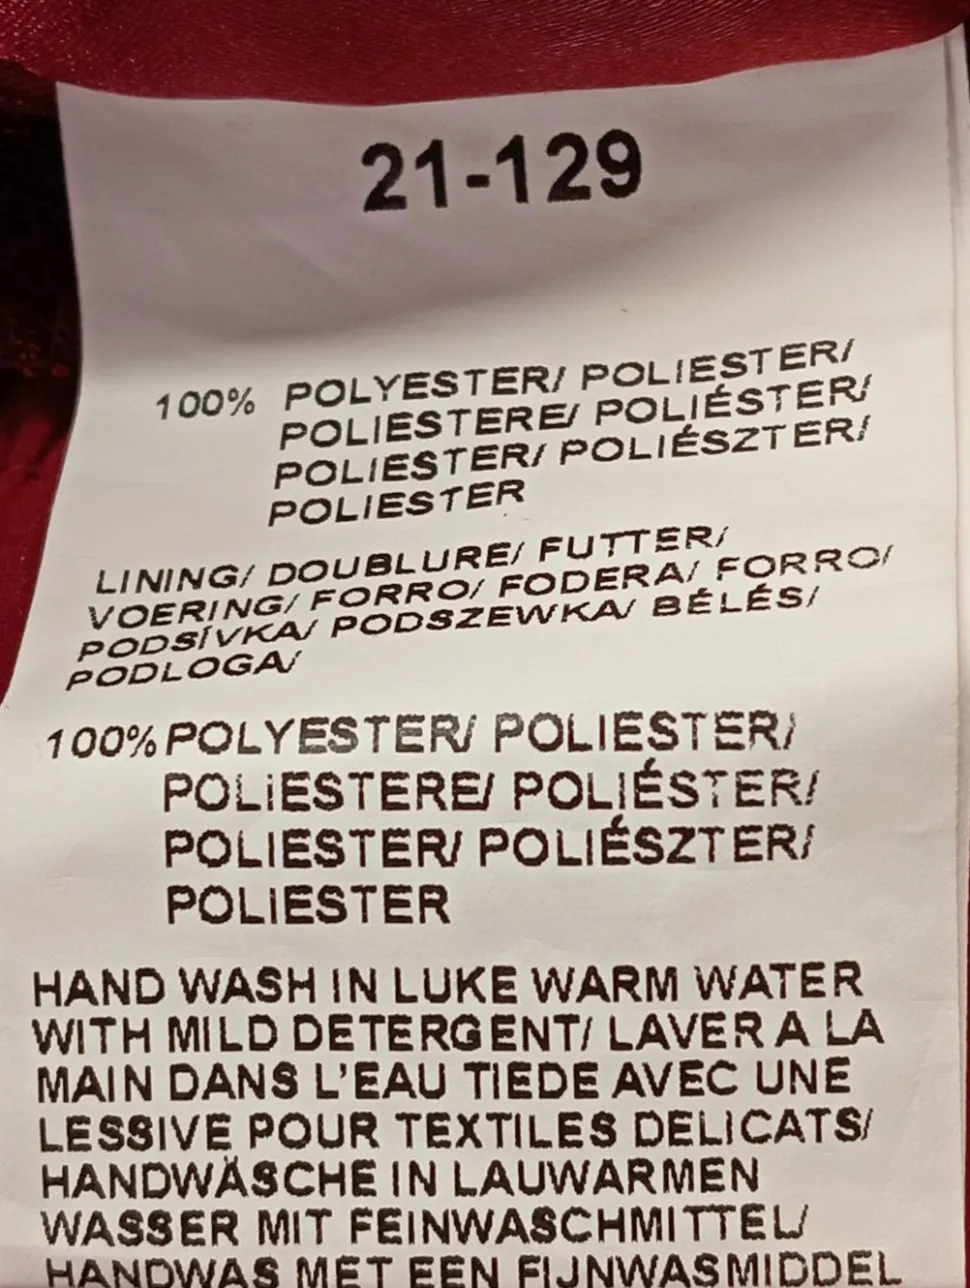 21-129
100% POLYESTER/ POLIESTER/
POLIESTERE/ POLIÉSTER/
POLIESTER/ POLIÉSZTER/
POLIESTER
LINING/ DOUBLURE/ FUTTER/
VOERING/ FORRO/ FODERA/ FORRO/
PODSÍVKA/ PODSZEWKA/ BÉLÉS/
PODLOGA/
100% POLYESTER/ POLIESTER/
POLIESTERE/ POLIÉSTER/
POLIESTER/ POLIÉSZTER/
POLIESTER
HAND WASH IN LUKE WARM WATER
WITH MILD DETERGENT/ LAVER A LA
MAIN DANS L'EAU TIEDE AVEC UNE
LESSIVE POUR TEXTILES DELICATS/
HANDWÄSCHE IN LAUWARMEN
WASSER MIT FEINWASCHMITTEL/
HANDWAS MET EEN FIJNWASMIDDEL